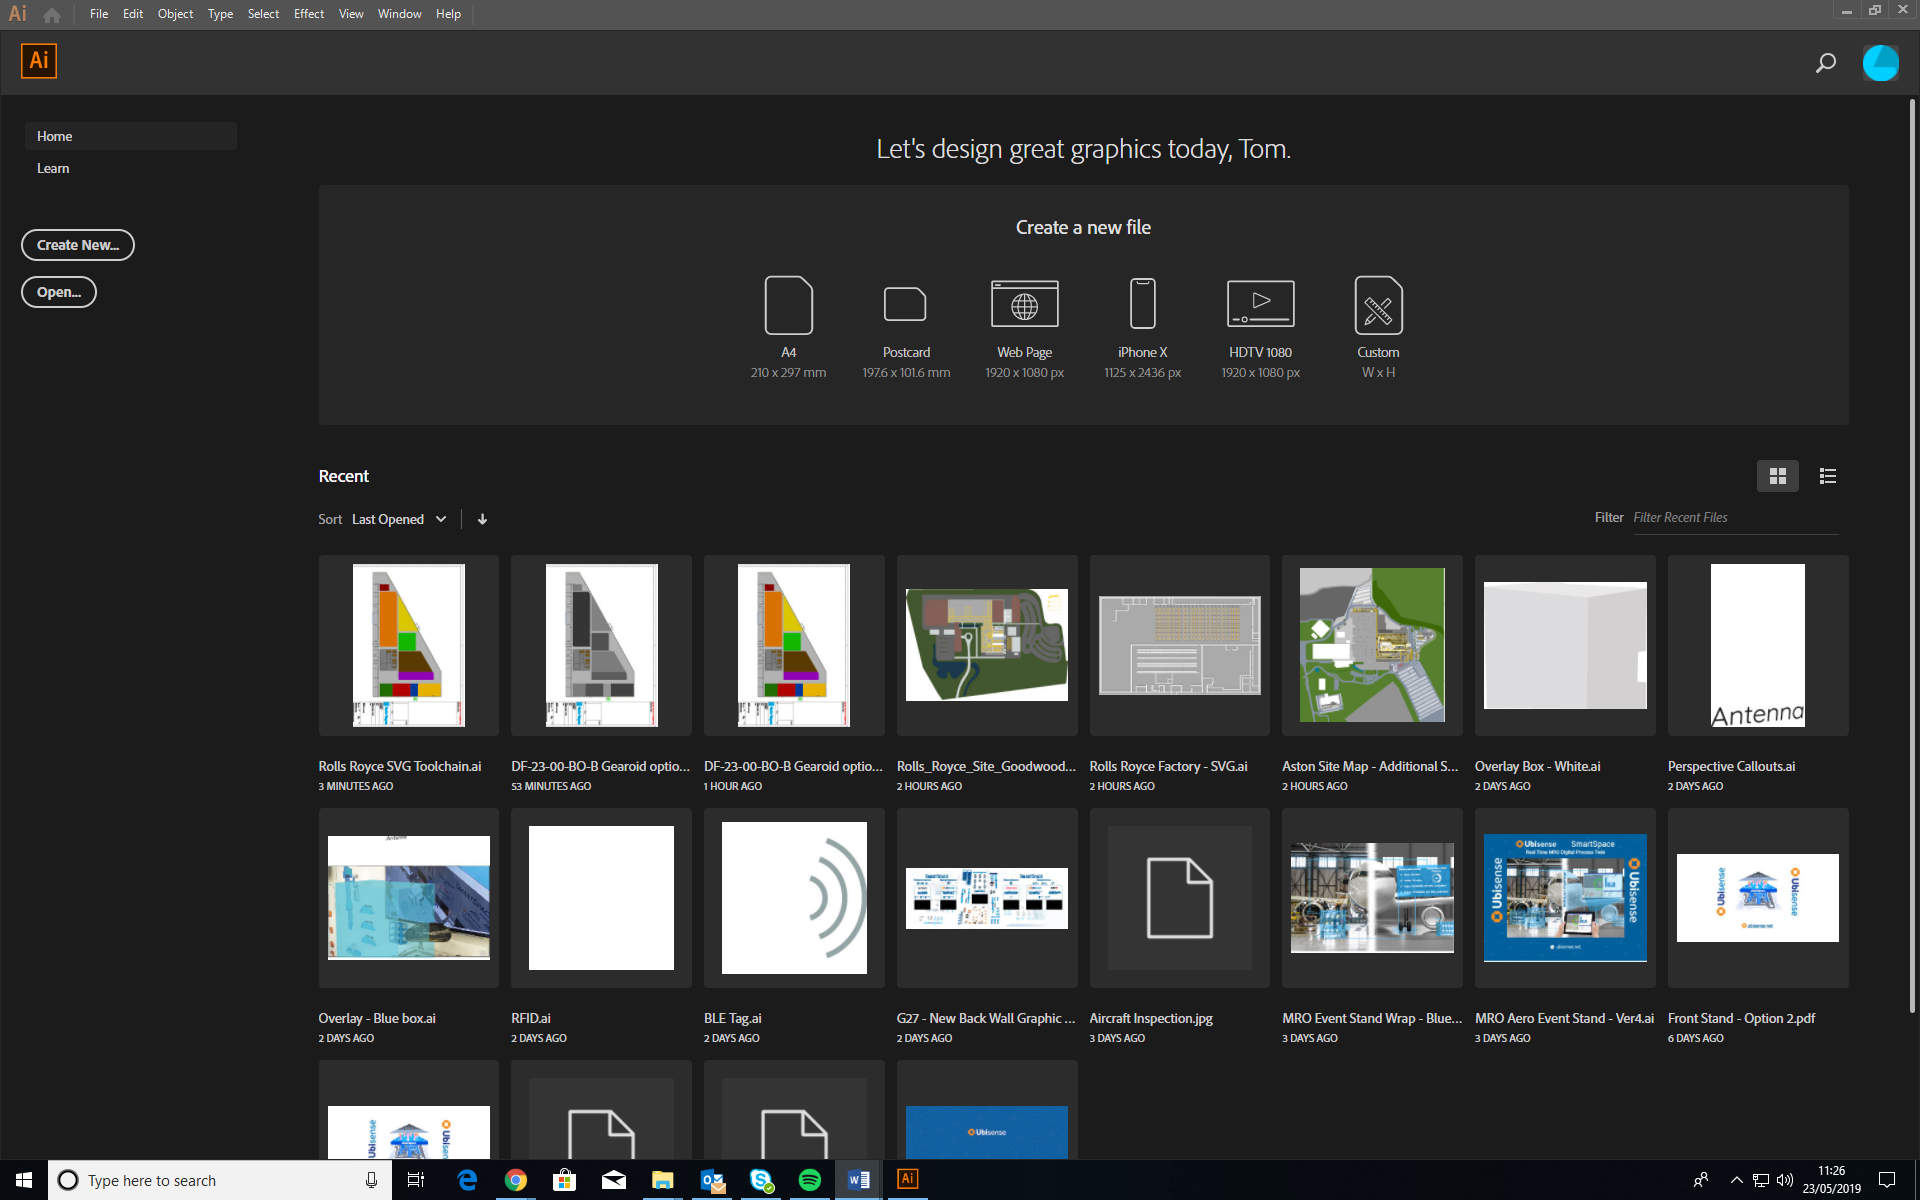 Ai File Edit Object Type Select Effect View Window Help
Ai
Home
Learn
Create New...
Open...
Let's design great graphics today, Tom.
Create a new file
A4 Postcard Web Page iPhone X HDTV 1080 Custom
210 x 297 mm 197.6 x 101.6 mm 1920 x 1080 px 1125 x 2436 px 1920 x 1080 px W x H
Recent
Sort Last Opened
Filter Filter Recent Files
Antenna
Rolls Royce SVG Toolchain.ai DF-23-00-BO-B Gearoid optio... DF-23-00-BO-B Gearoid optio... Rolls_Royce_Site_Goodwood... Rolls Royce Factory - SVG.ai Aston Site Map - Additional S... Overlay Box - White.ai Perspective Callouts.ai
3 MINUTES AGO 53 MINUTES AGO 1 HOUR AGO 2 HOURS AGO 2 HOURS AGO 2 HOURS AGO 2 DAYS AGO 2 DAYS AGO
Antenna
Ubisense SmartSpace
Real Time MRO Digital Process Twin
Ubisense Ubisense
ubisense.net
Ubisense Ubisense
ubisense.net
Overlay - Blue box.ai RFID.ai BLE Tag.ai G27 - New Back Wall Graphic ... Aircraft Inspection.jpg MRO Event Stand Wrap - Blue... MRO Aero Event Stand - Ver4.ai Front Stand - Option 2.pdf
2 DAYS AGO 2 DAYS AGO 2 DAYS AGO 2 DAYS AGO 3 DAYS AGO 3 DAYS AGO 3 DAYS AGO 6 DAYS AGO
Ubisense
Type here to search
11:26
23/05/2019